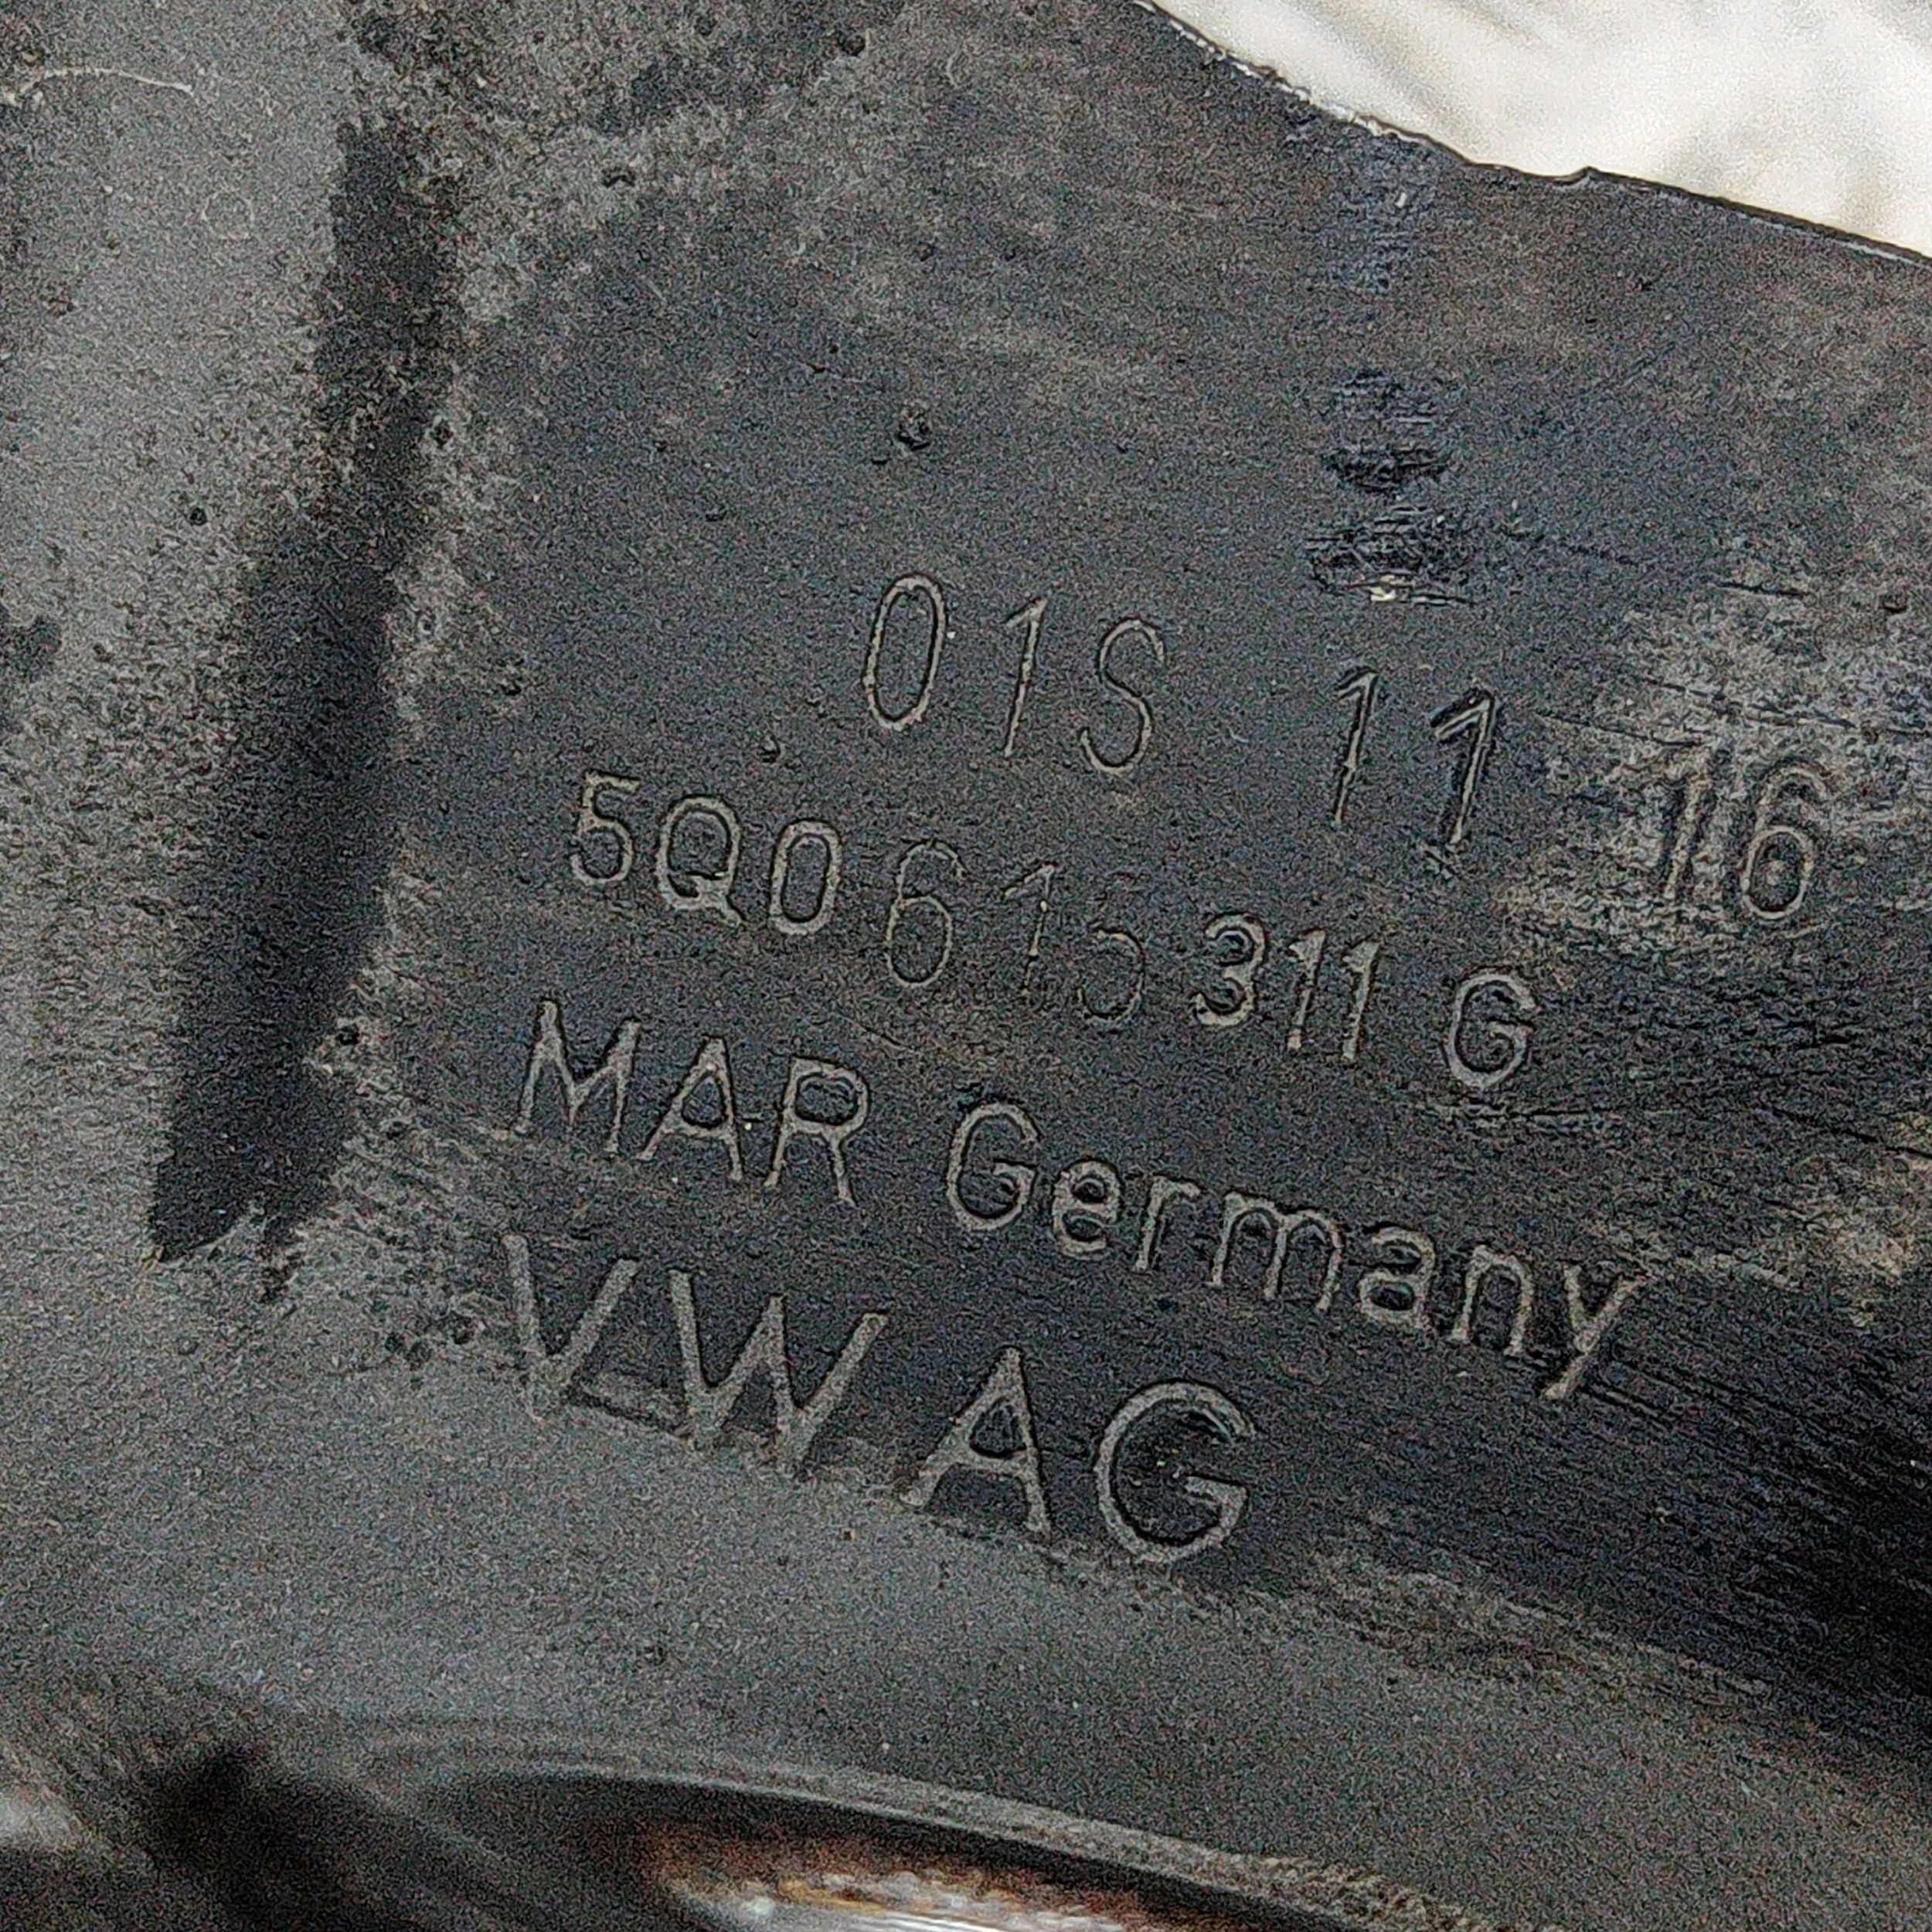 01S 11 16
5Q0 615 311 G
MAR Germany
VW AG